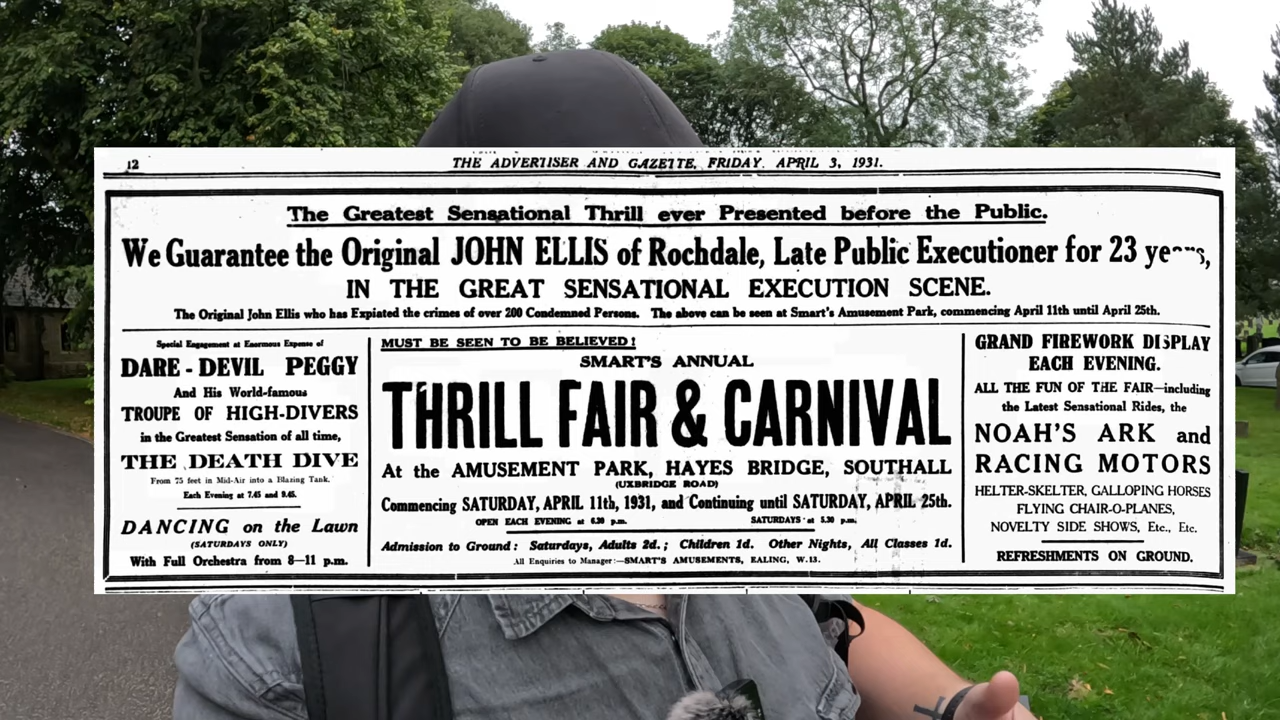 12
THE ADVERTISER AND GAZETTE, FRIDAY. APRIL 3, 1931.
The Greatest Sensational Thrill ever Presented before the Public.
We Guarantee the Original JOHN ELLIS of Rochdale, Late Public Executioner for 23 years,
IN THE GREAT SENSATIONAL EXECUTION SCENE.
The Original John Ellis who has Expiated the crimes of over 200 Condemned Persons. The above can be seen at Smart's Amusement Park, commencing April 11th until April 25th.
Special Engagement at Enormous Expense of
DARE-DEVIL PEGGY
And His World-famous
TROUPE OF HIGH-DIVERS
in the Greatest Sensation of all time,
THE DEATH DIVE
From 75 feet in Mid-Air into a Blazing Tank.
Each Evening at 7.45 and 9.45.
DANCING on the Lawn
(SATURDAYS ONLY)
With Full Orchestra from 8—11 p.m.
MUST BE SEEN TO BE BELIEVED!
SMART'S ANNUAL
THRILL FAIR & CARNIVAL
At the AMUSEMENT PARK, HAYES BRIDGE, SOUTHALL
(UXBRIDGE ROAD)
Commencing SATURDAY, APRIL 11th, 1931, and Continuing until SATURDAY, APRIL 25th.
OPEN EACH EVENING at 6.30 p.m. SATURDAYS at 5.30 p.m.
Admission to Ground: Saturdays, Adults 2d.; Children 1d. Other Nights, All Classes 1d.
All Enquiries to Manager:—SMART'S AMUSEMENTS, EALING, W.13.
GRAND FIREWORK DISPLAY
EACH EVENING.
ALL THE FUN OF THE FAIR—including
the Latest Sensational Rides, the
NOAH'S ARK and
RACING MOTORS
HELTER-SKELTER, GALLOPING HORSES
FLYING CHAIR-O-PLANES,
NOVELTY SIDE SHOWS, Etc., Etc.
REFRESHMENTS ON GROUND.